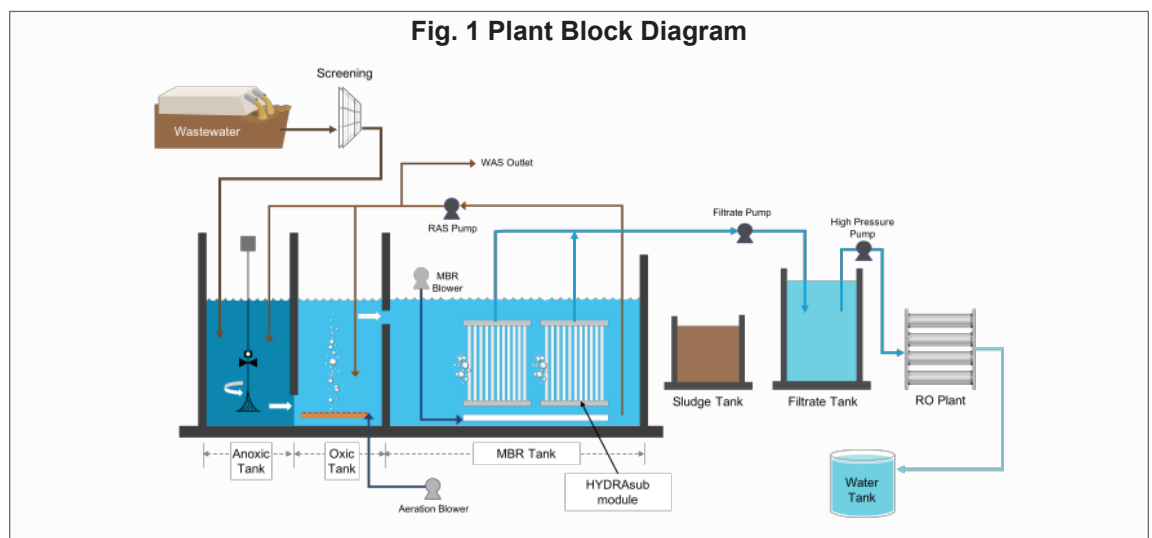 Fig. 1 Plant Block Diagram
Screening
Wastewater
WAS Outlet
RAS Pump
Filtrate Pump
High Pressure
Pump
MBR
Blower
Sludge Tank
Filtrate Tank
RO Plant
Anoxic
Tank
Oxic
Tank
MBR Tank
HYDRAsub
module
Aeration Blower
Water
Tank